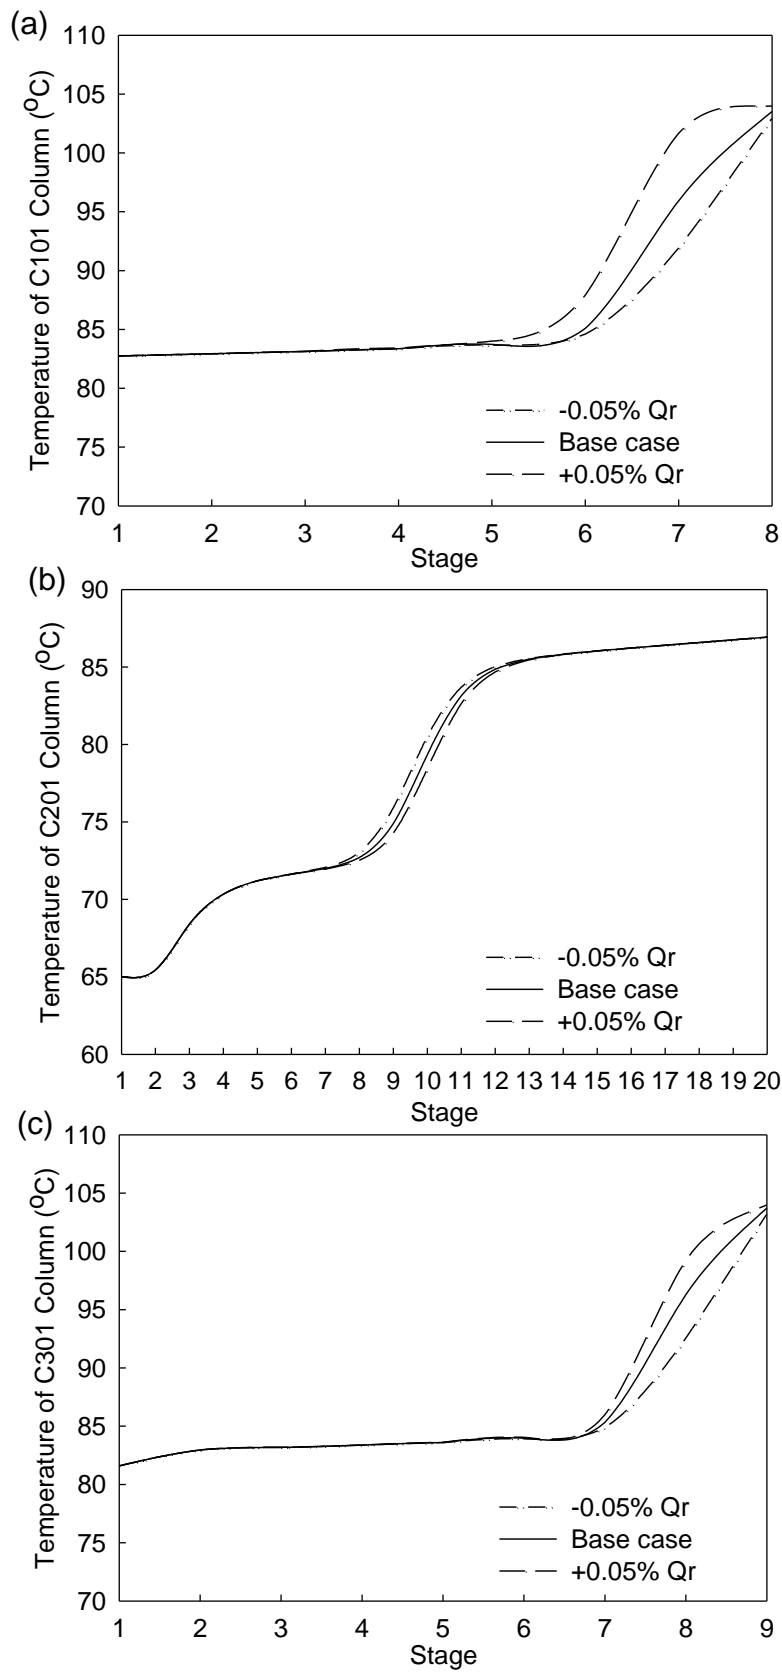 (a)
Temperature of C101 Column (⁰C)
110
105
100
95
90
85
80
75
70
-0.05% Qr
Base case
+0.05% Qr
1 2 3 4 5 6 7 8
Stage
(b)
Temperature of C201 Column (⁰C)
90
85
80
75
70
65
60
-0.05% Qr
Base case
+0.05% Qr
1 2 3 4 5 6 7 8 9 10 11 12 13 14 15 16 17 18 19 20
Stage
(c)
Temperature of C301 Column (⁰C)
110
105
100
95
90
85
80
75
70
-0.05% Qr
Base case
+0.05% Qr
1 2 3 4 5 6 7 8 9
Stage